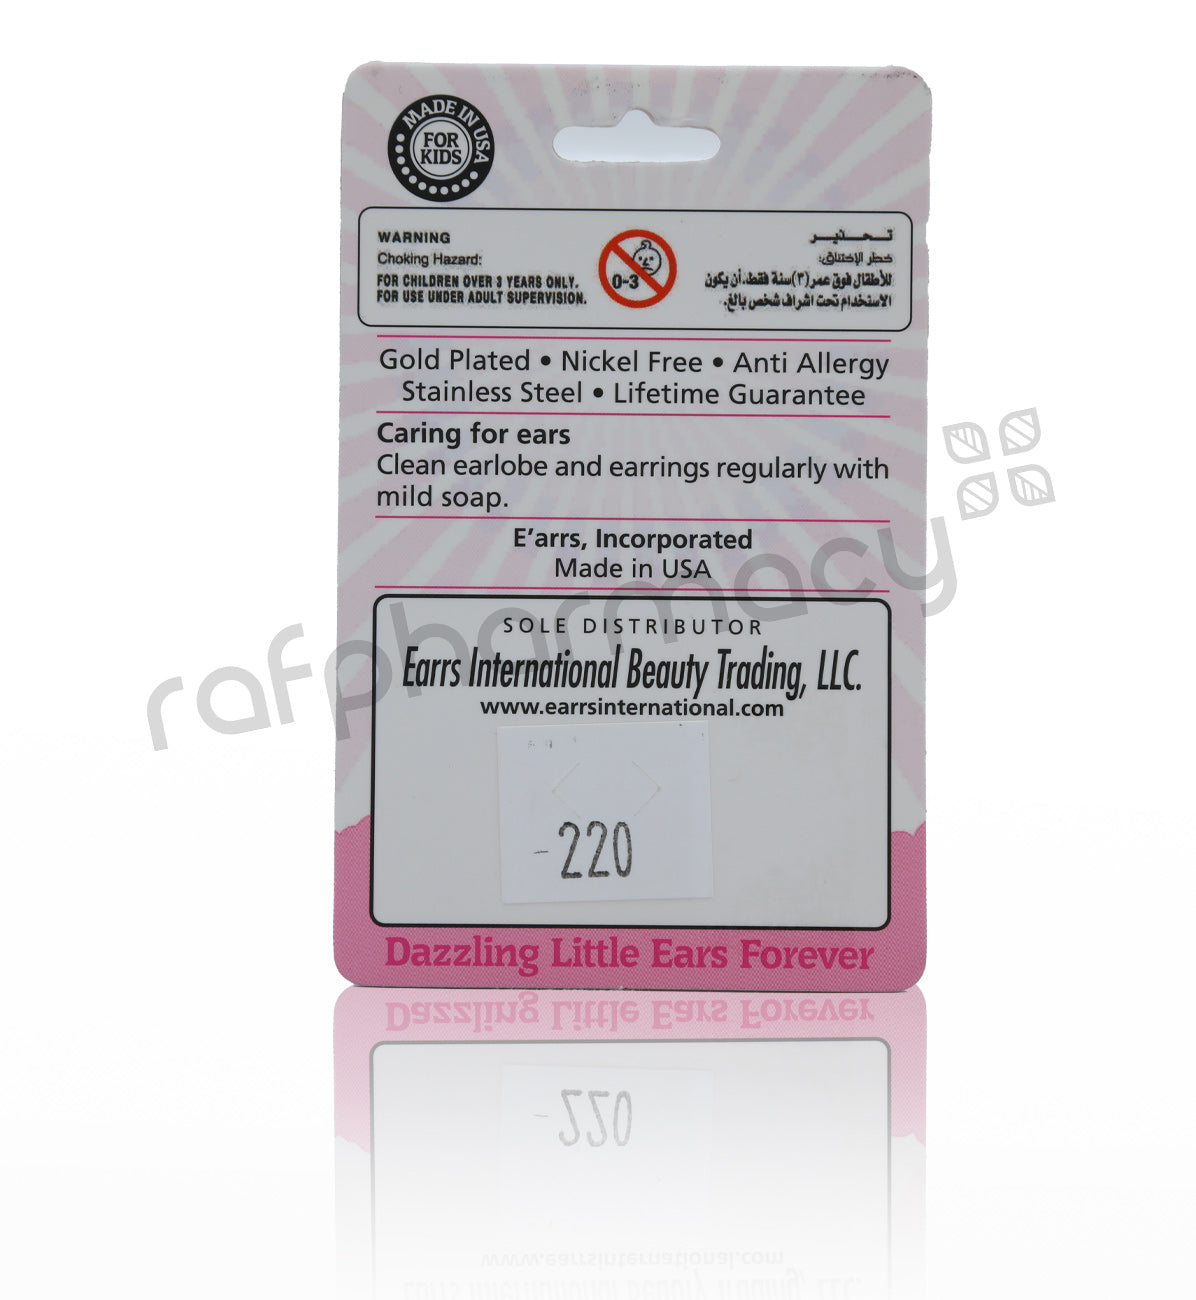 MADE IN USA
FOR
KIDS
WARNING
Choking Hazard:
FOR CHILDREN OVER 3 YEARS ONLY.
FOR USE UNDER ADULT SUPERVISION.
0-3
تحذير
خطر الإختناق:
للأطفال فوق عمر (٣) سنة فقط، أن يكون
الاستخدام تحت اشراف شخص بالغ.
Gold Plated • Nickel Free • Anti Allergy
Stainless Steel • Lifetime Guarantee
Caring for ears
Clean earlobe and earrings regularly with
mild soap.
E'arrs, Incorporated
Made in USA
rafpharmacy
SOLE DISTRIBUTOR
Earrs International Beauty Trading, LLC.
www.earrsinternational.com
-220
Dazzling Little Ears Forever